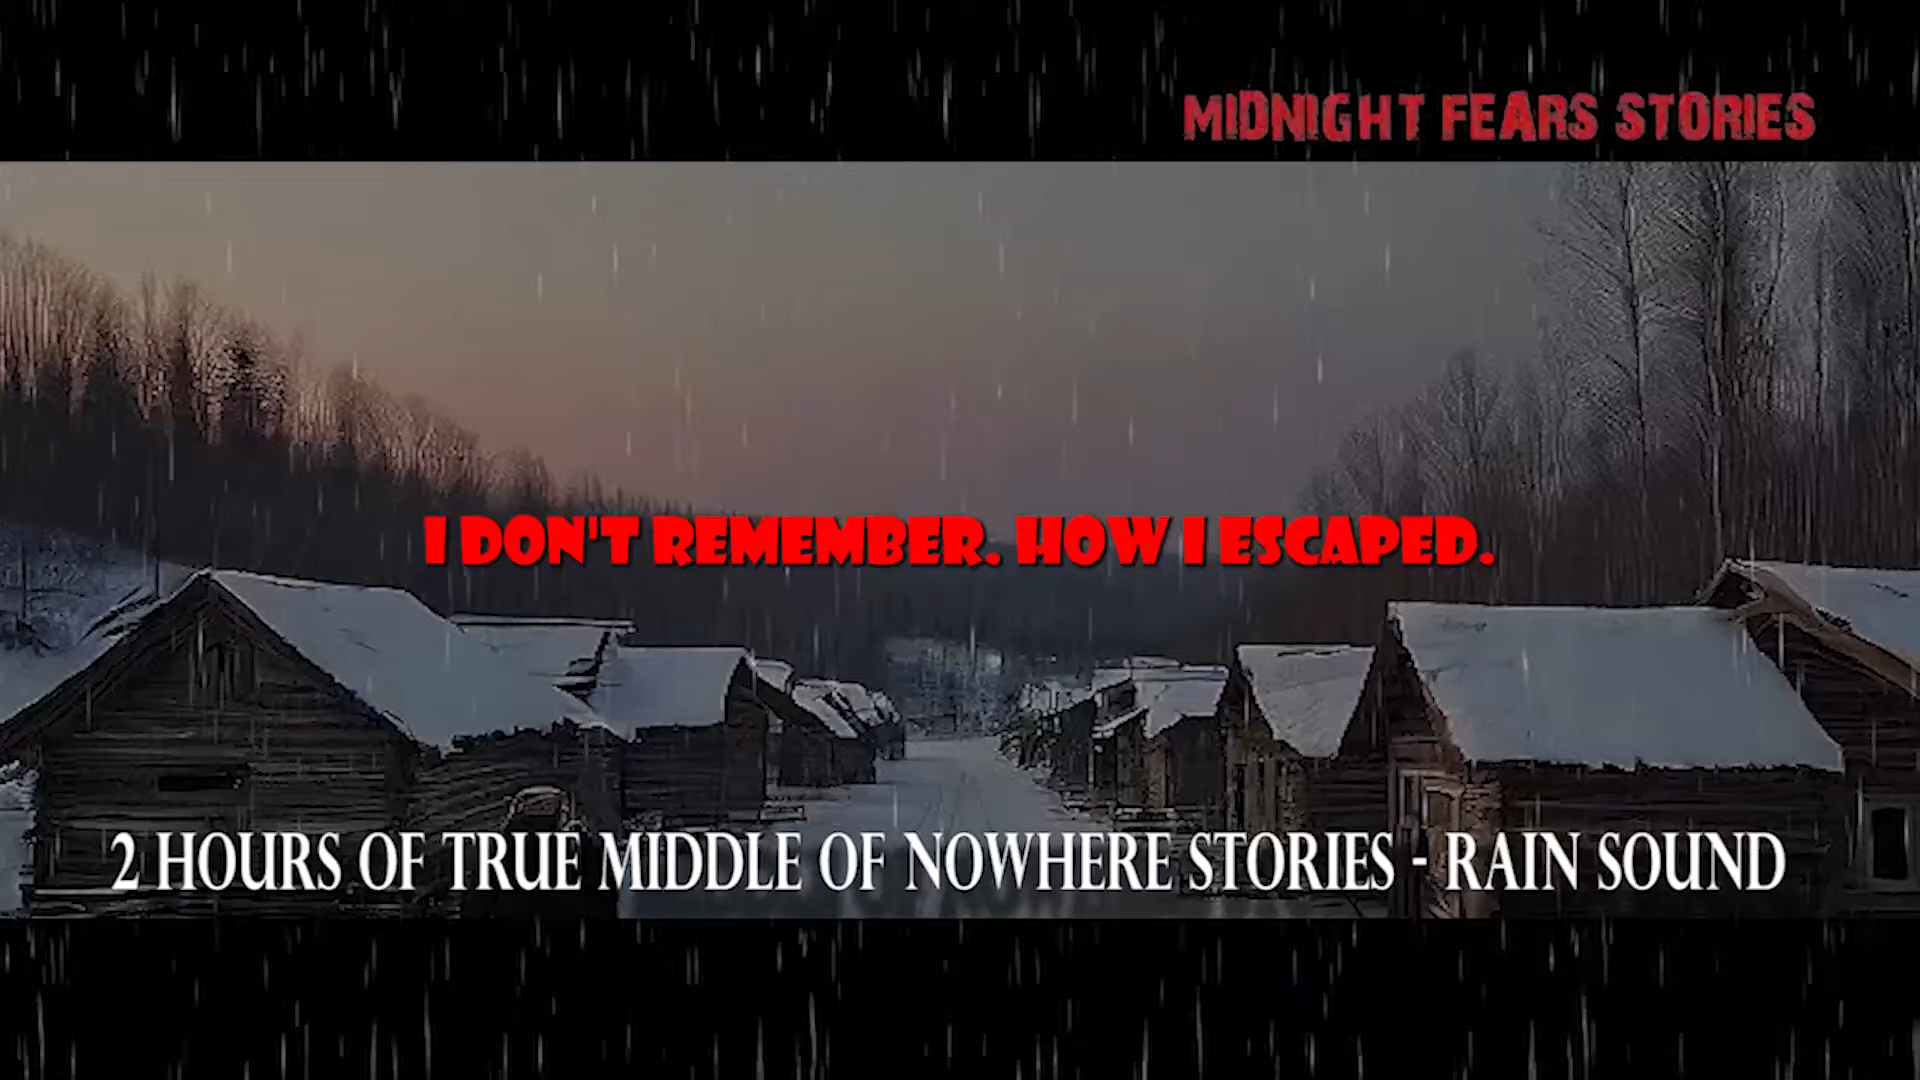 MIDNIGHT FEARS STORIES
I DON'T REMEMBER. HOW I ESCAPED.
2 HOURS OF TRUE MIDDLE OF NOWHERE STORIES - RAIN SOUND